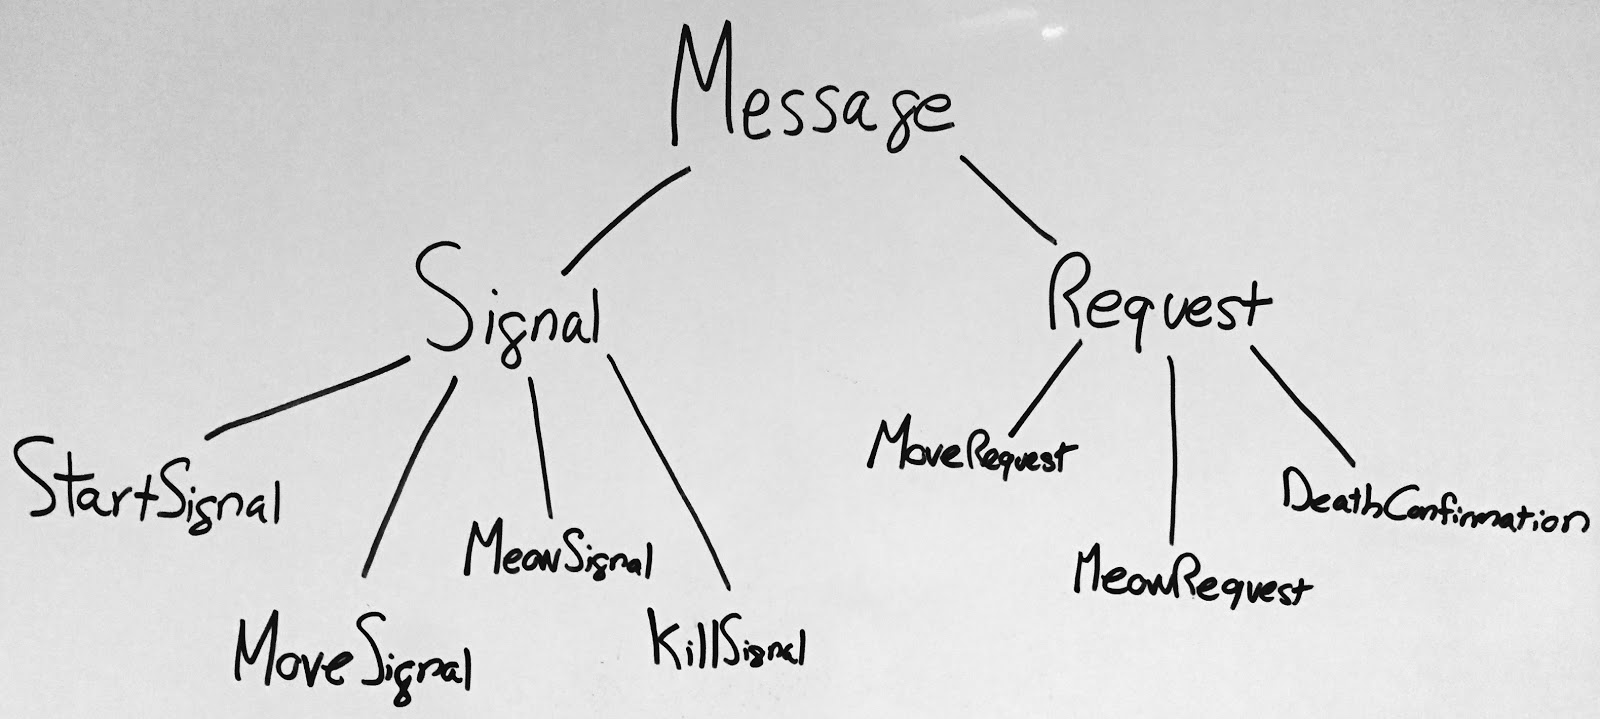 Message
Signal
Request
StartSignal
MoveSignal
MeowSignal
KillSignal
MoveRequest
MeowRequest
DeathConfirmation